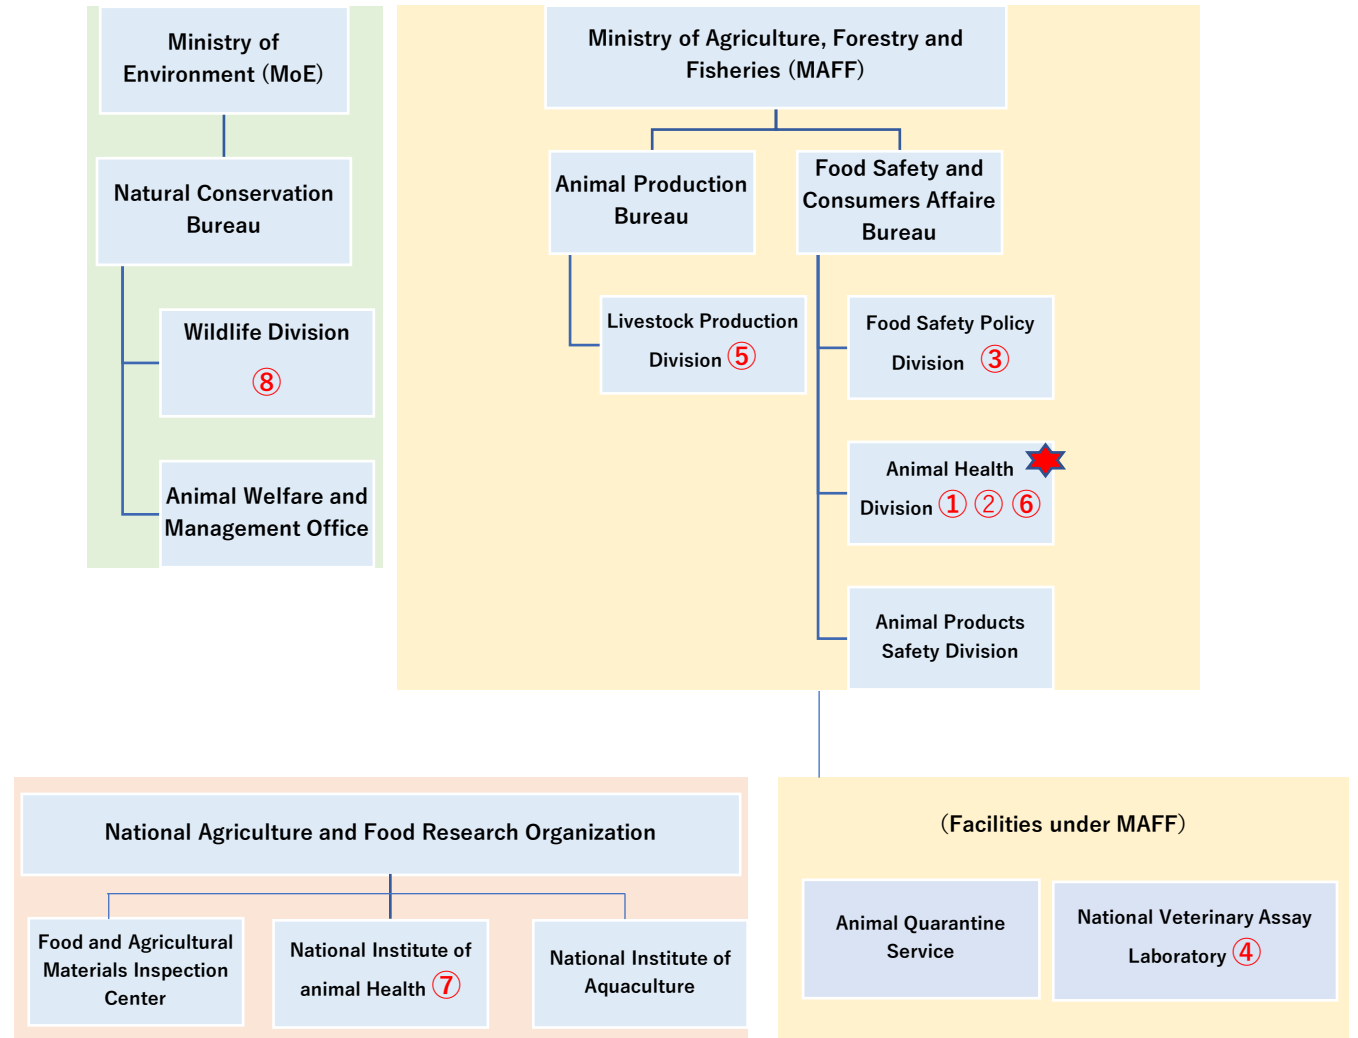 Ministry of
Environment (MoE)
Natural Conservation
Bureau
Wildlife Division
⑧
Animal Welfare and
Management Office
Ministry of Agriculture, Forestry and
Fisheries (MAFF)
Animal Production
Bureau
Livestock Production
Division ⑤
Food Safety and
Consumers Affaire
Bureau
Food Safety Policy
Division ③
Animal Health
Division ① ② ⑥
Animal Products
Safety Division
National Agriculture and Food Research Organization
Food and Agricultural
Materials Inspection
Center
National Institute of
animal Health ⑦
National Institute of
Aquaculture
(Facilities under MAFF)
Animal Quarantine
Service
National Veterinary Assay
Laboratory ④